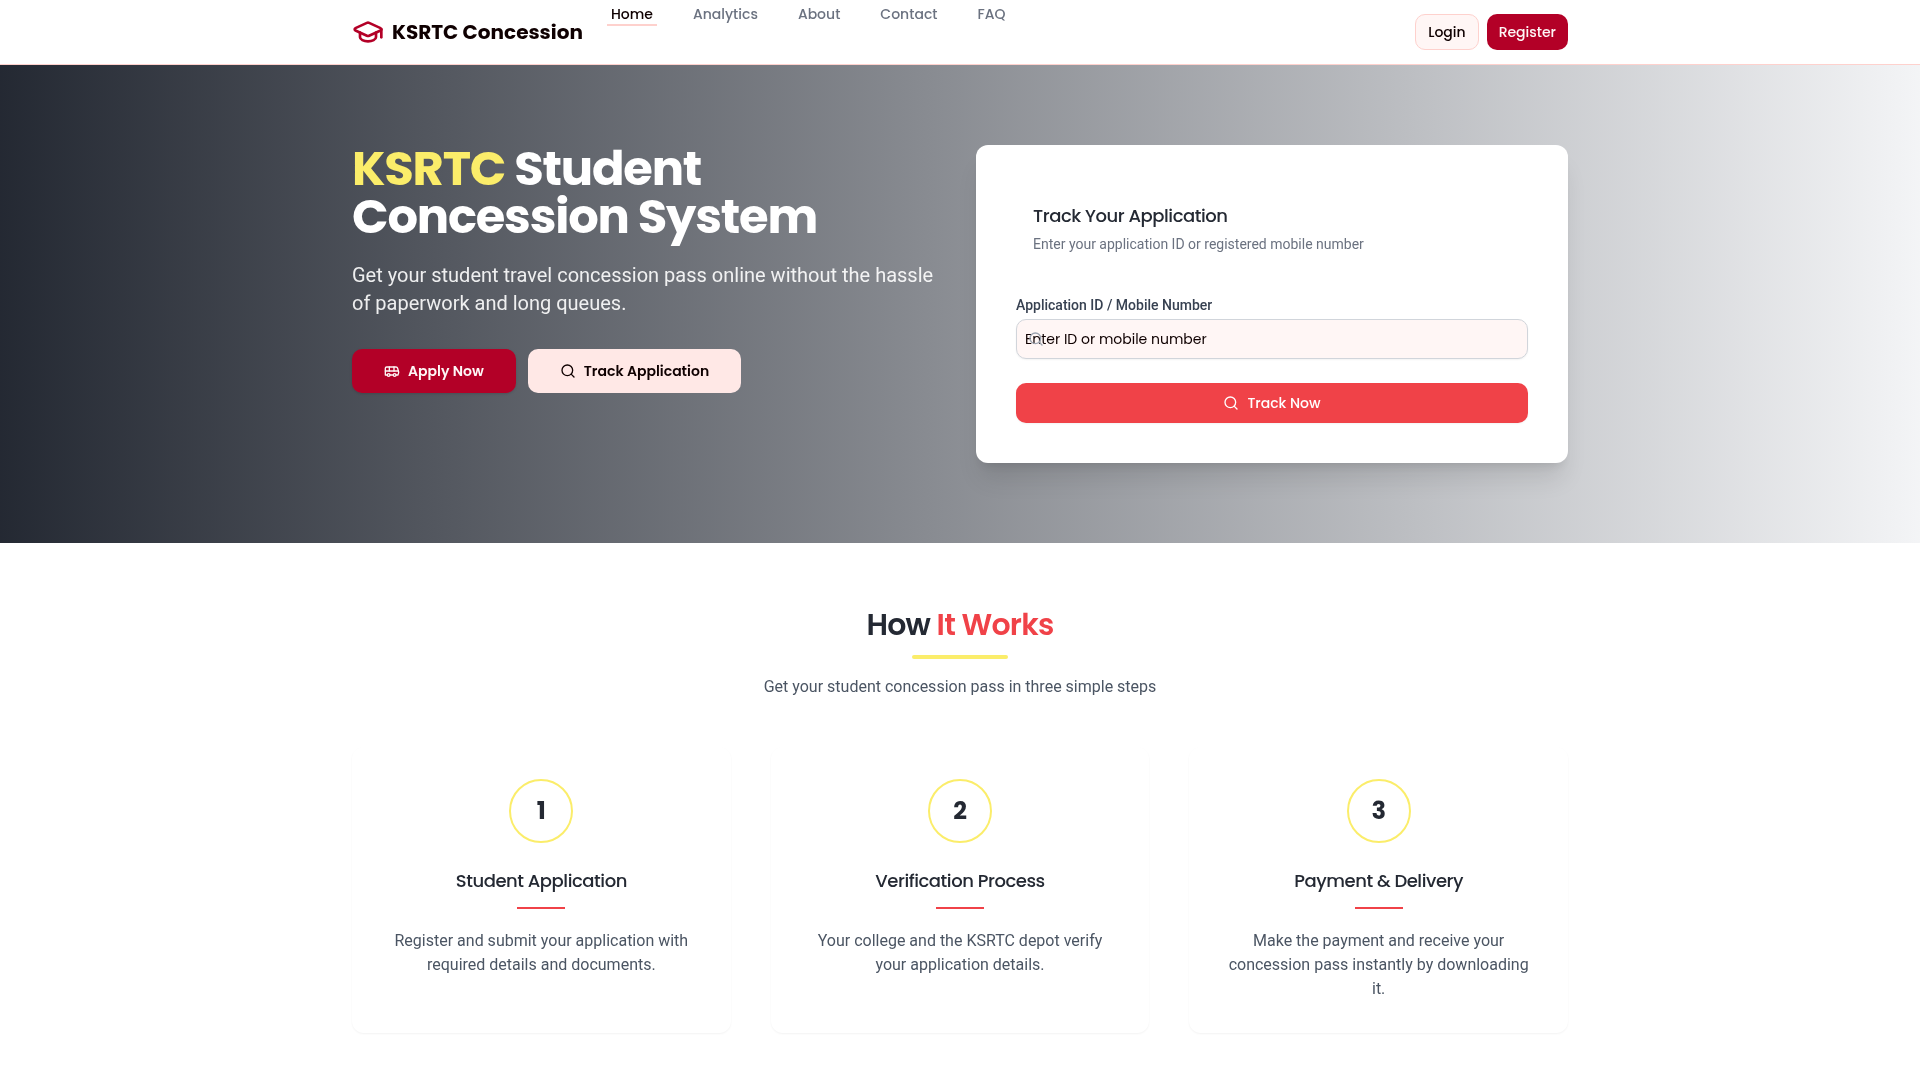 KSRTC Concession
Home
Analytics
About
Contact
FAQ
Login
Register
KSRTC Student
Concession System
Get your student travel concession pass online without the hassle
of paperwork and long queues.
Apply Now
Track Application
Track Your Application
Enter your application ID or registered mobile number
Application ID / Mobile Number
Enter ID or mobile number
Track Now
How It Works
Get your student concession pass in three simple steps
1
Student Application
Register and submit your application with
required details and documents.
2
Verification Process
Your college and the KSRTC depot verify
your application details.
3
Payment & Delivery
Make the payment and receive your
concession pass instantly by downloading
it.